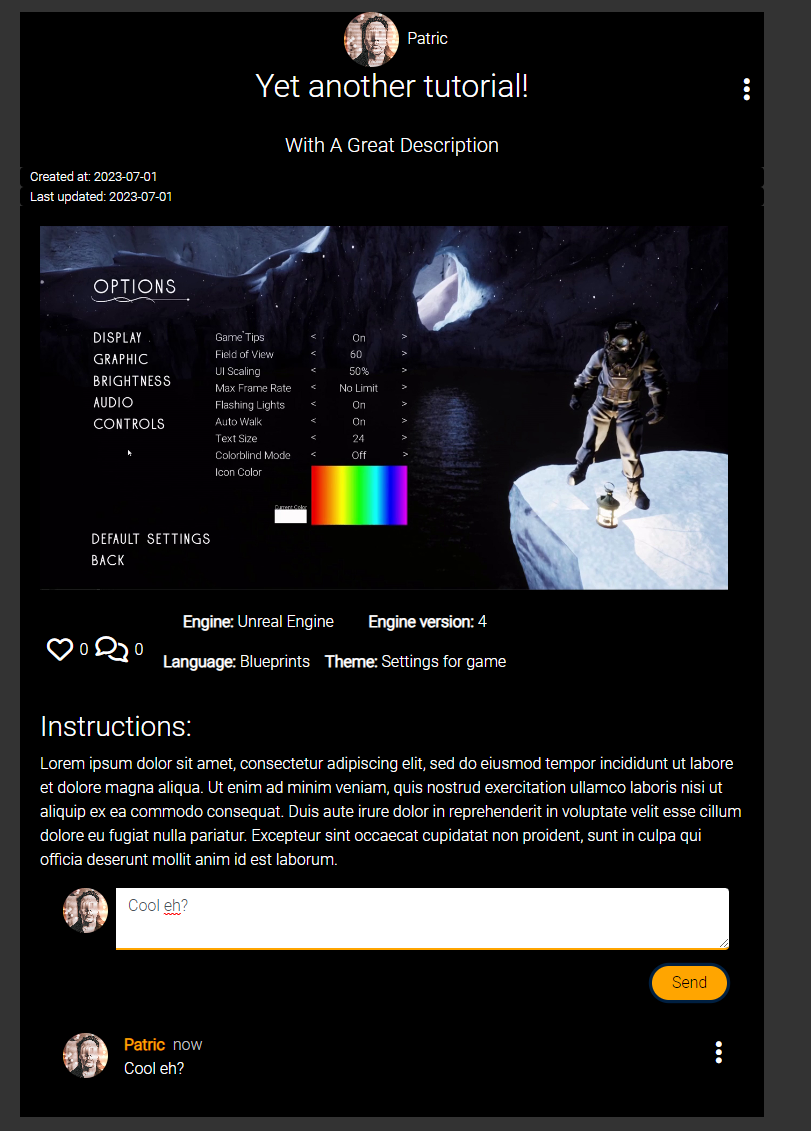 Patric
Yet another tutorial!
With A Great Description
Created at: 2023-07-01
Last updated: 2023-07-01
OPTIONS
DISPLAY
GRAPHIC
BRIGHTNESS
AUDIO
CONTROLS
Game Tips < On >
Field of View < 60 >
UI Scaling < 50% >
Max Frame Rate < No Limit >
Flashing Lights < On >
Auto Walk < On >
Text Size < 24 >
Colorblind Mode < Off >
Icon Color
Current Color
DEFAULT SETTINGS
BACK
Engine: Unreal Engine Engine version: 4
0 0
Language: Blueprints Theme: Settings for game
Instructions:
Lorem ipsum dolor sit amet, consectetur adipiscing elit, sed do eiusmod tempor incididunt ut labore
et dolore magna aliqua. Ut enim ad minim veniam, quis nostrud exercitation ullamco laboris nisi ut
aliquip ex ea commodo consequat. Duis aute irure dolor in reprehenderit in voluptate velit esse cillum
dolore eu fugiat nulla pariatur. Excepteur sint occaecat cupidatat non proident, sunt in culpa qui
officia deserunt mollit anim id est laborum.
Cool eh?
Send
Patric now
Cool eh?